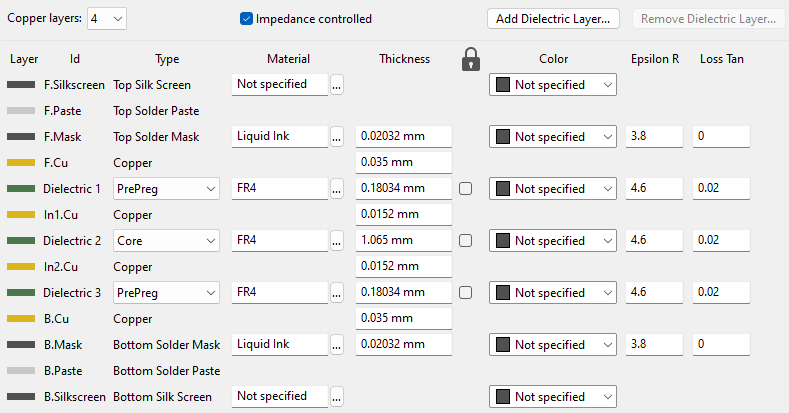 Copper layers: 4 Impedance controlled Add Dielectric Layer... Remove Dielectric Layer...
Layer Id Type Material Thickness Color Epsilon R Loss Tan
F.Silkscreen Top Silk Screen Not specified ... Not specified
F.Paste Top Solder Paste
F.Mask Top Solder Mask Liquid Ink ... 0.02032 mm Not specified 3.8 0
F.Cu Copper 0.035 mm
Dielectric 1 PrePreg FR4 ... 0.18034 mm Not specified 4.6 0.02
In1.Cu Copper 0.0152 mm
Dielectric 2 Core FR4 ... 1.065 mm Not specified 4.6 0.02
In2.Cu Copper 0.0152 mm
Dielectric 3 PrePreg FR4 ... 0.18034 mm Not specified 4.6 0.02
B.Cu Copper 0.035 mm
B.Mask Bottom Solder Mask Liquid Ink ... 0.02032 mm Not specified 3.8 0
B.Paste Bottom Solder Paste
B.Silkscreen Bottom Silk Screen Not specified ... Not specified